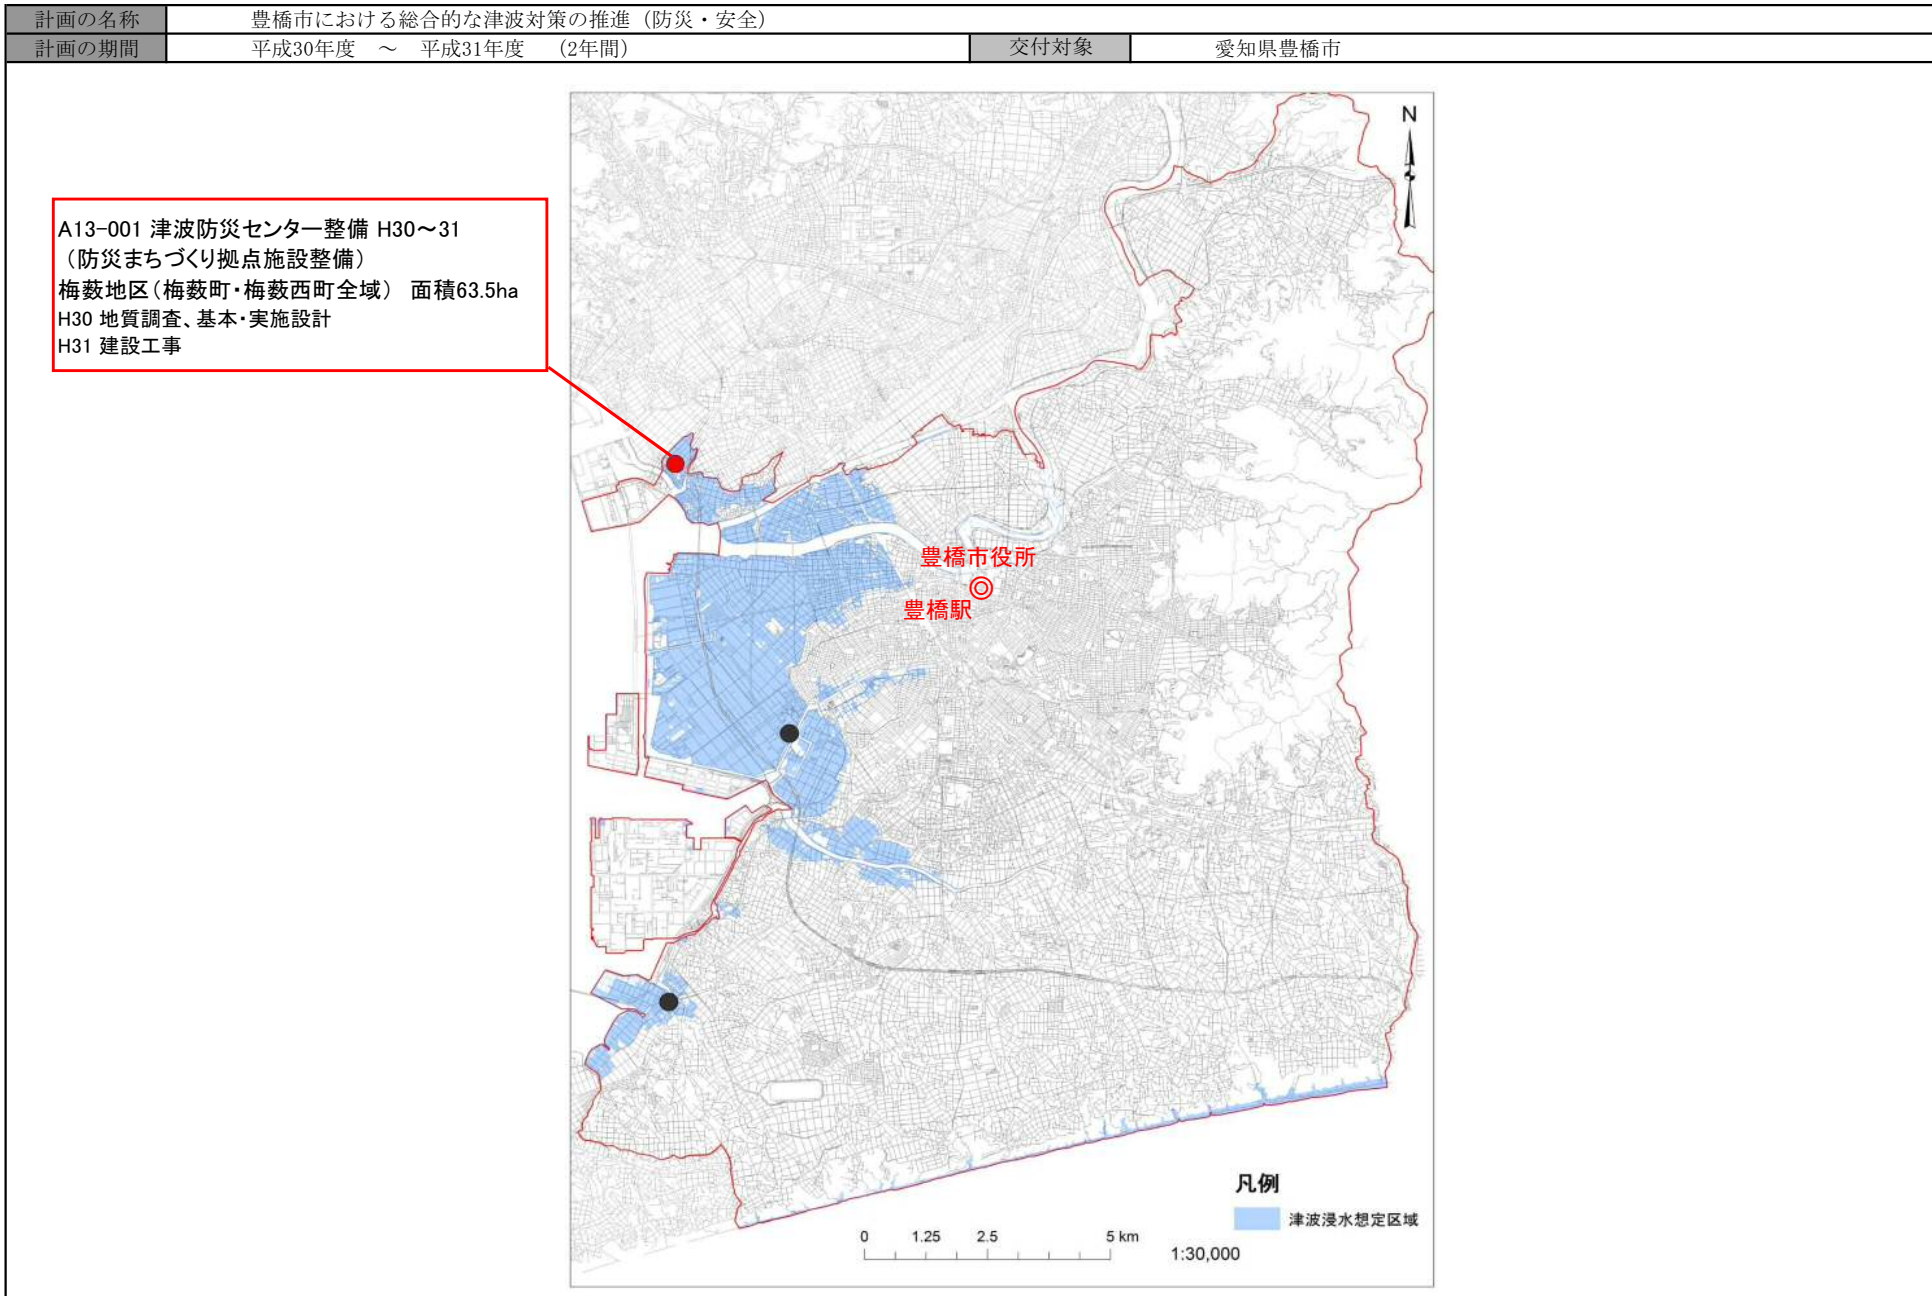 計画の名称 豊橋市における総合的な津波対策の推進（防災・安全）
計画の期間 平成30年度 ～ 平成31年度 （2年間） 交付対象 愛知県豊橋市
N
A13-001 津波防災センター整備 H30～31
（防災まちづくり拠点施設整備）
梅薮地区（梅薮町・梅薮西町全域） 面積63.5ha
H30 地質調査、基本・実施設計
H31 建設工事
豊橋市役所
豊橋駅
凡例
津波浸水想定区域
0 1.25 2.5 5 km
1:30,000